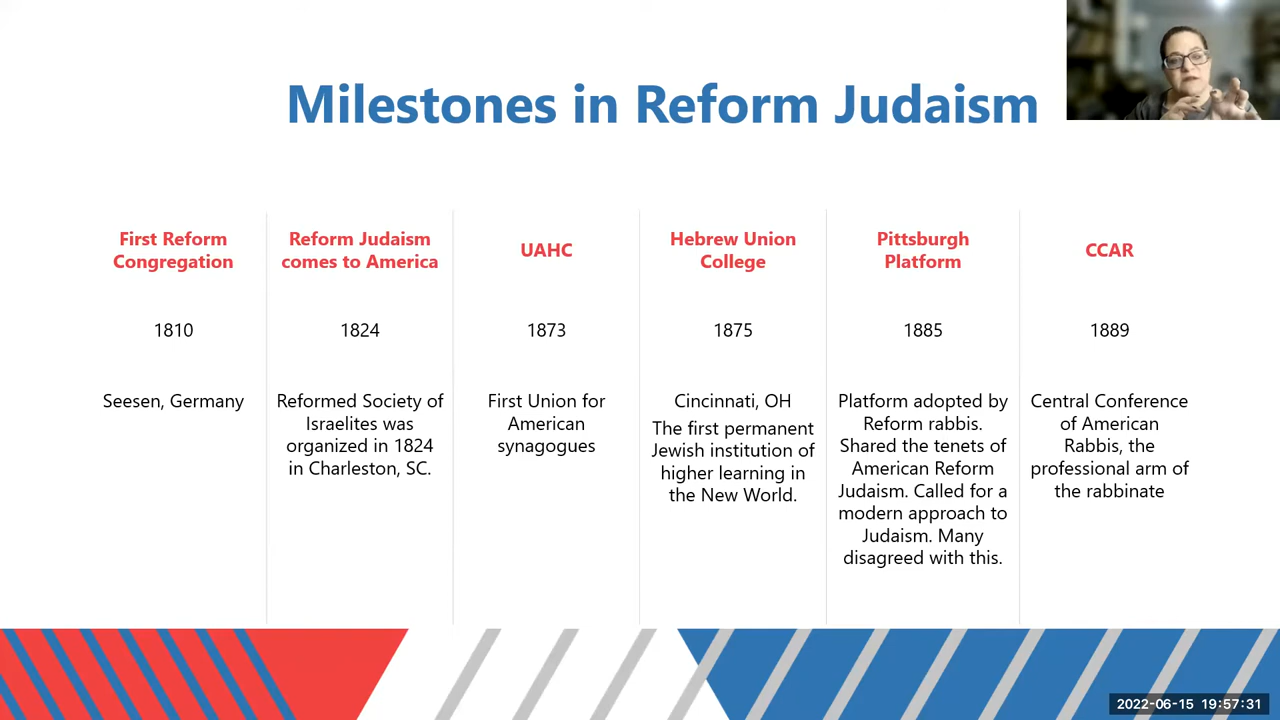 Milestones in Reform Judaism
First Reform
Congregation
1810
Seesen, Germany
Reform Judaism
comes to America
1824
Reformed Society of
Israelites was
organized in 1824
in Charleston, SC.
UAHC
1873
First Union for
American
synagogues
Hebrew Union
College
1875
Cincinnati, OH
The first permanent
Jewish institution of
higher learning in
the New World.
Pittsburgh
Platform
1885
Platform adopted by
Reform rabbis.
Shared the tenets of
American Reform
Judaism. Called for a
modern approach to
Judaism. Many
disagreed with this.
CCAR
1889
Central Conference
of American
Rabbis, the
professional arm of
the rabbinate
2022-06-15 19:57:31